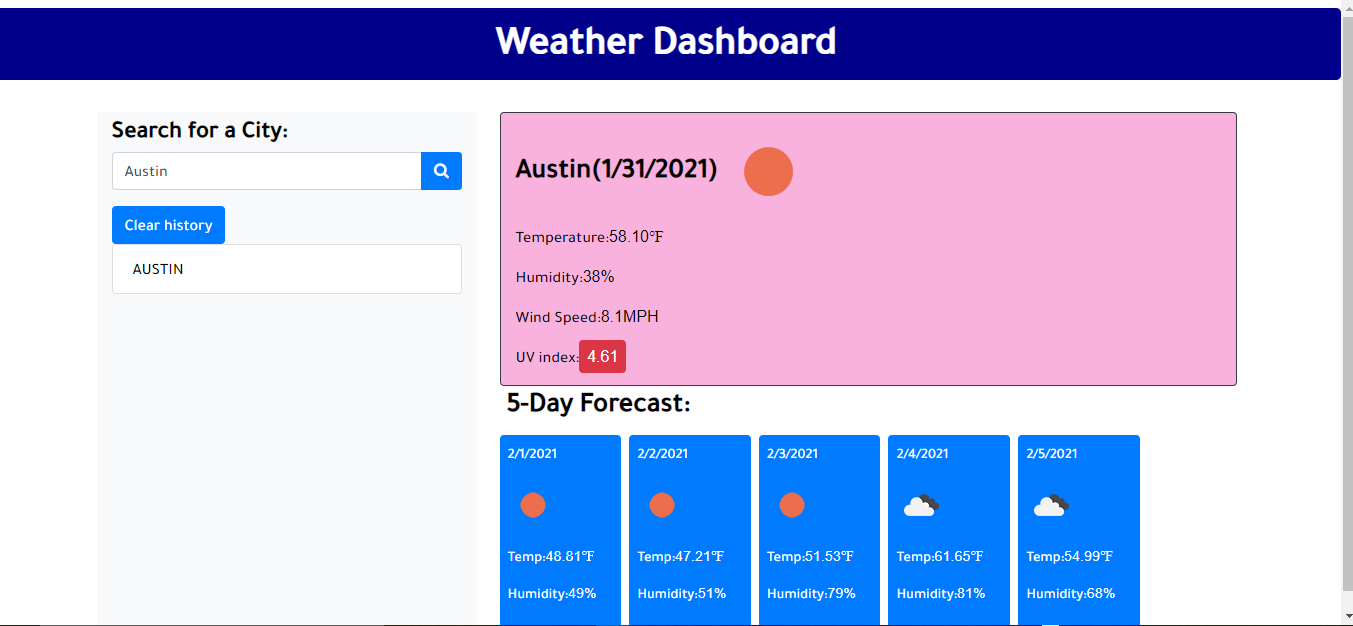 Weather Dashboard
Search for a City:
Austin
Clear history
AUSTIN
Austin(1/31/2021)
Temperature:58.10°F
Humidity:38%
Wind Speed:8.1MPH
UV index:4.61
5-Day Forecast:
2/1/2021
Temp:48.81°F
Humidity:49%
2/2/2021
Temp:47.21°F
Humidity:51%
2/3/2021
Temp:51.53°F
Humidity:79%
2/4/2021
Temp:61.65°F
Humidity:81%
2/5/2021
Temp:54.99°F
Humidity:68%